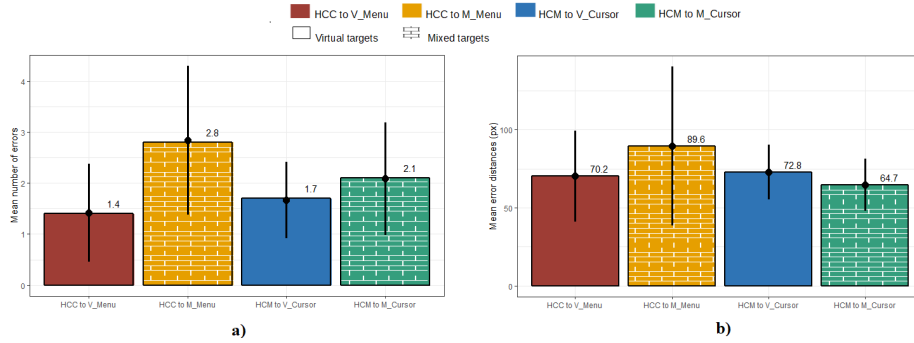 HCC to V_Menu HCC to M_Menu HCM to V_Cursor HCM to M_Cursor
Virtual targets Mixed targets
Mean number of errors
4
3
2
1
0
1.4
2.8
1.7
2.1
HCC to V_Menu HCC to M_Menu HCM to V_Cursor HCM to M_Cursor
a)
Mean error distances (px)
100
50
0
70.2
89.6
72.8
64.7
HCC to V_Menu HCC to M_Menu HCM to V_Cursor HCM to M_Cursor
b)